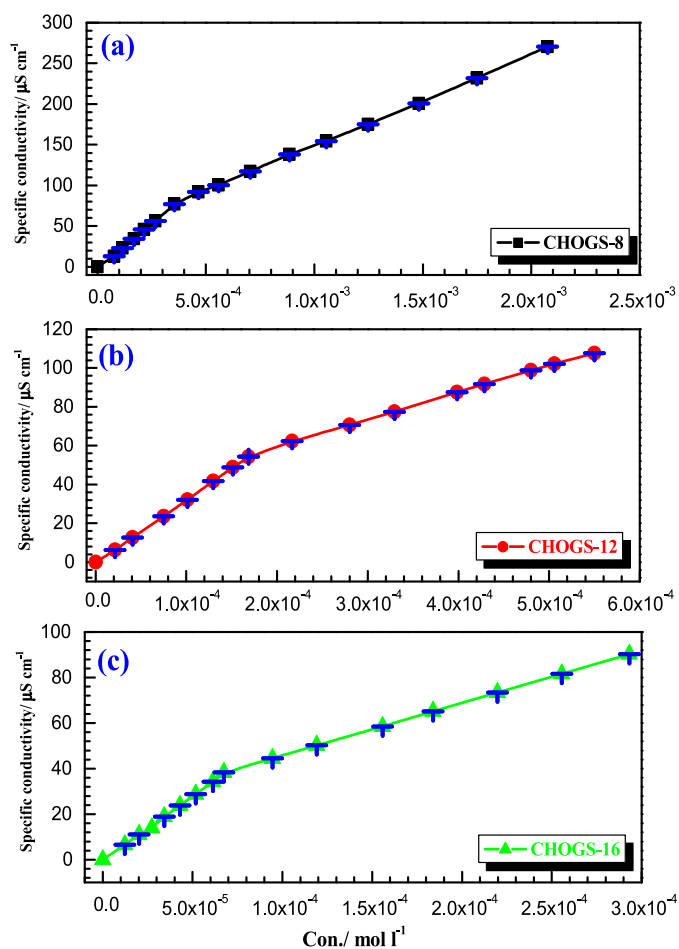 (a)
Specific conductivity/ μS cm⁻¹
300
250
200
150
100
50
0
CHOGS-8
0.0 5.0x10⁻⁴ 1.0x10⁻³ 1.5x10⁻³ 2.0x10⁻³ 2.5x10⁻³
(b)
Specific conductivity/ μS cm⁻¹
120
100
80
60
40
20
0
CHOGS-12
0.0 1.0x10⁻⁴ 2.0x10⁻⁴ 3.0x10⁻⁴ 4.0x10⁻⁴ 5.0x10⁻⁴ 6.0x10⁻⁴
(c)
Specific conductivity/ μS cm⁻¹
100
80
60
40
20
0
CHOGS-16
0.0 5.0x10⁻⁵ 1.0x10⁻⁴ 1.5x10⁻⁴ 2.0x10⁻⁴ 2.5x10⁻⁴ 3.0x10⁻⁴
Con./ mol l⁻¹